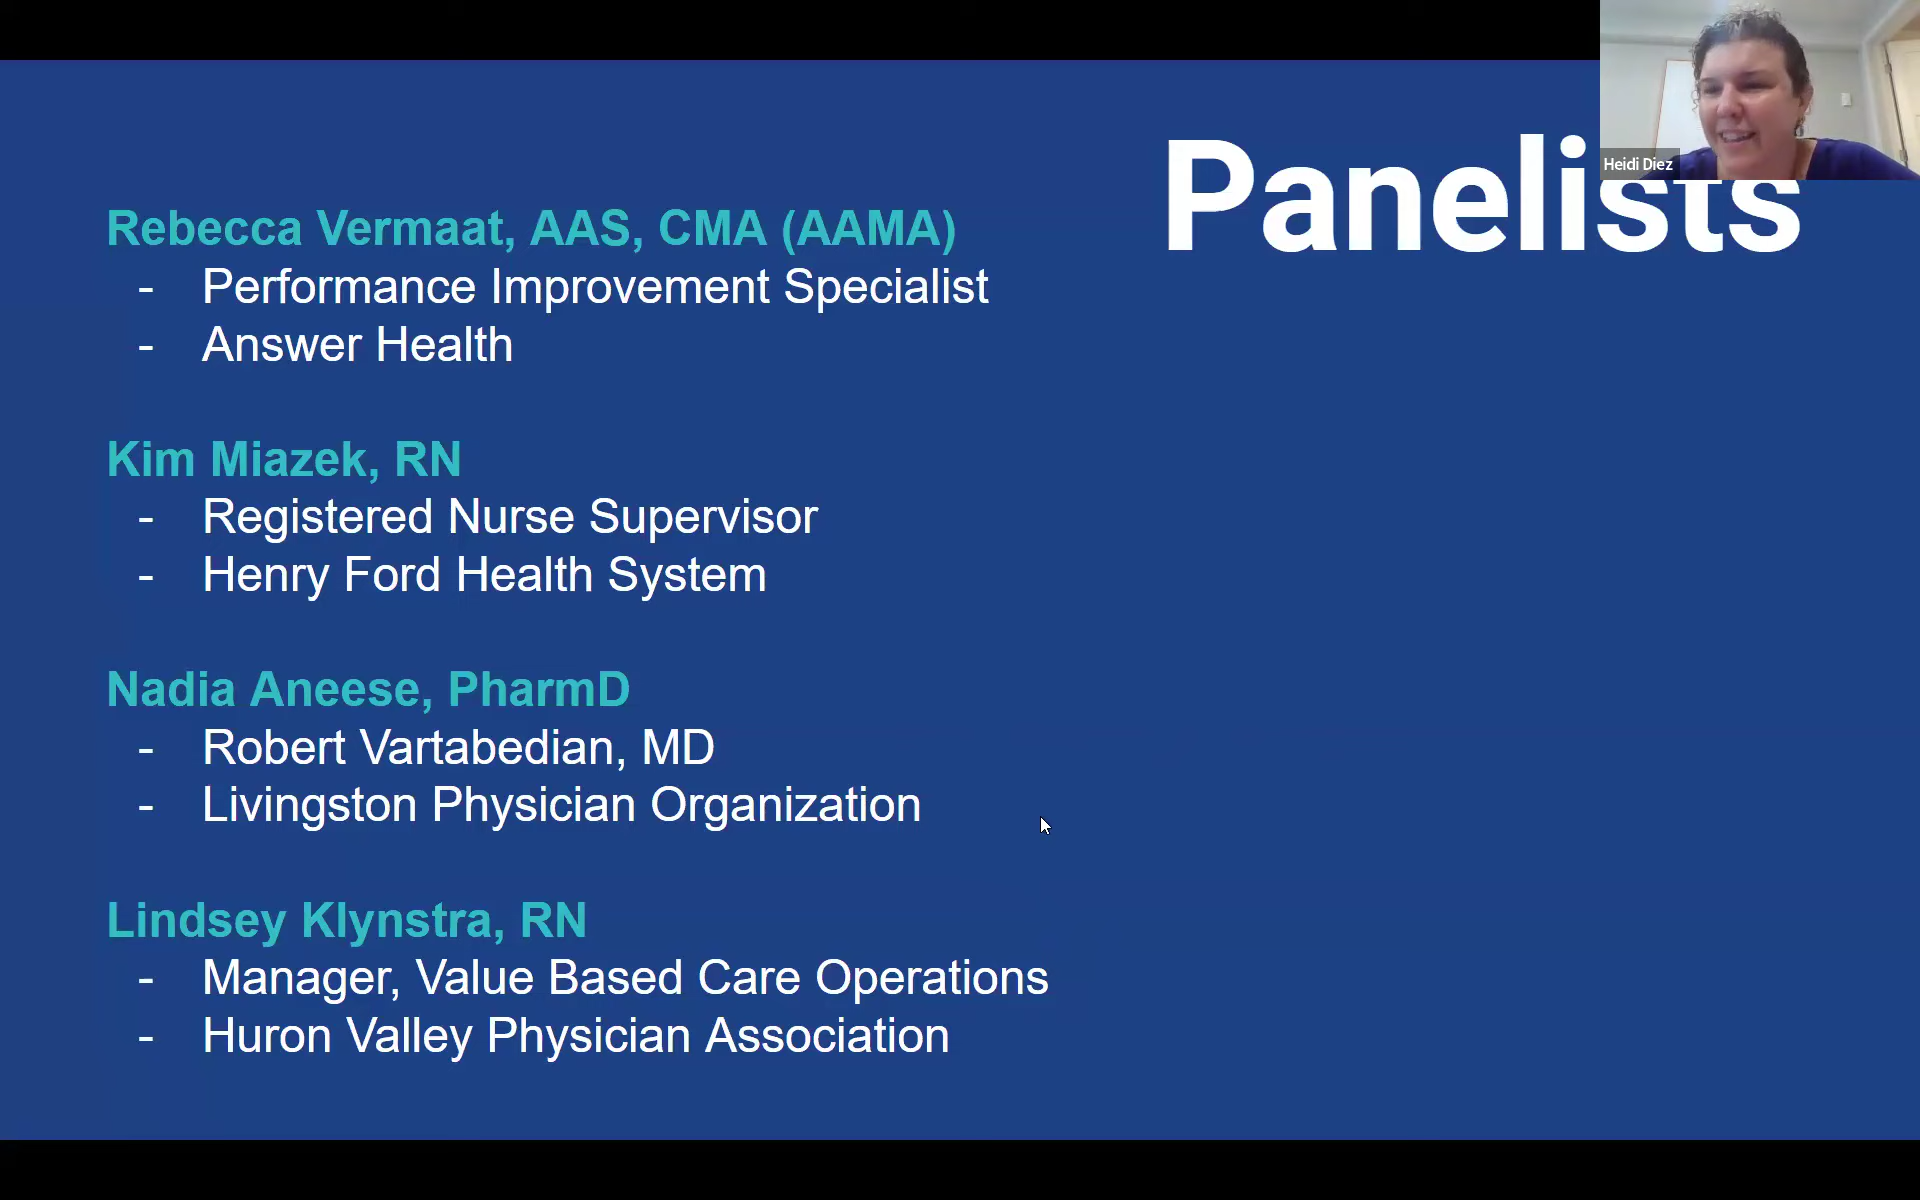 Panelists
Heidi Diez
Rebecca Vermaat, AAS, CMA (AAMA)
- Performance Improvement Specialist
- Answer Health
Kim Miazek, RN
- Registered Nurse Supervisor
- Henry Ford Health System
Nadia Aneese, PharmD
- Robert Vartabedian, MD
- Livingston Physician Organization
Lindsey Klynstra, RN
- Manager, Value Based Care Operations
- Huron Valley Physician Association